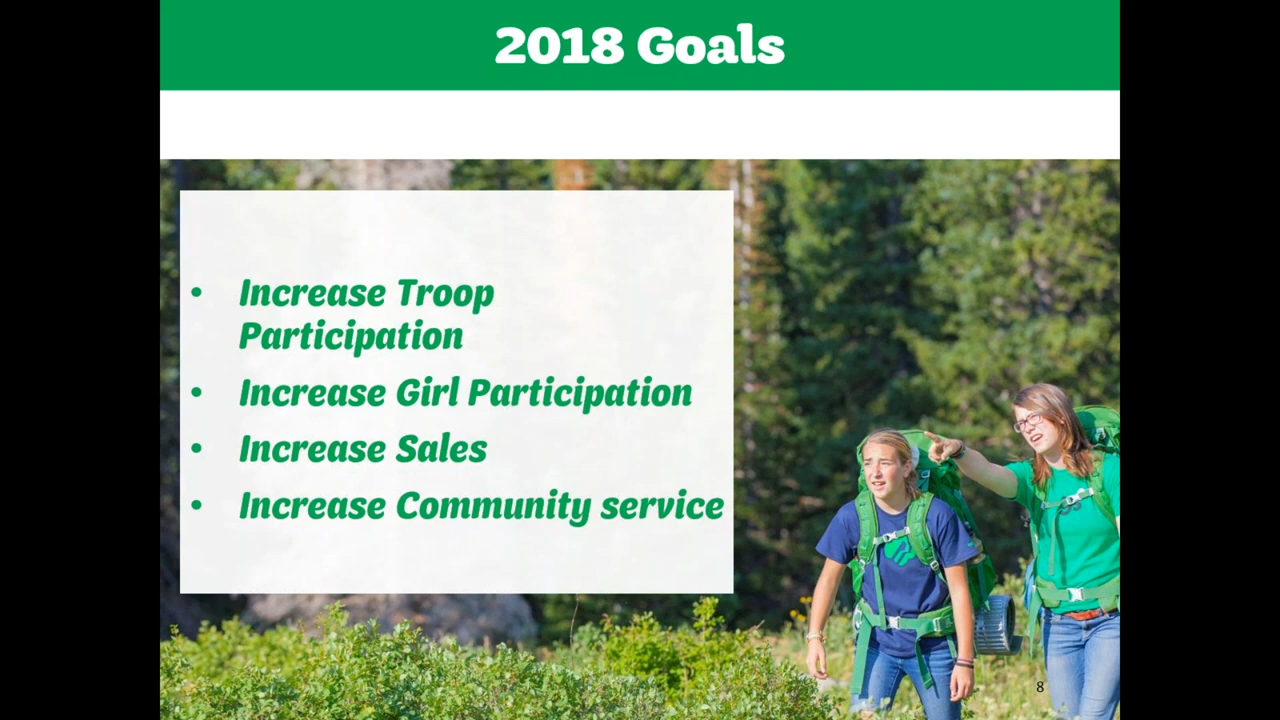 2018 Goals
• Increase Troop
Participation
• Increase Girl Participation
• Increase Sales
• Increase Community service
8